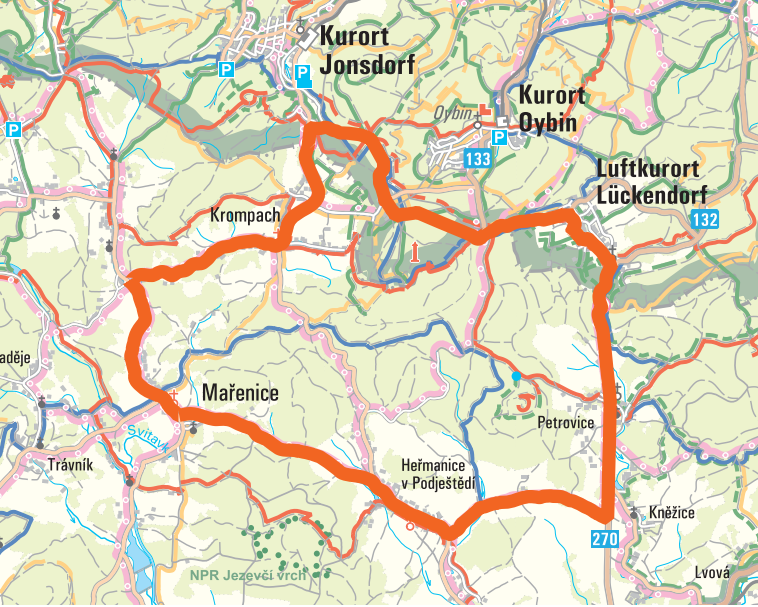 Kurort
Jonsdorf
P
P
P
Kurort
Oybin
Oybin
P
133
Luftkurort
Lückendorf
132
Krompach
aděje
Mařenice
Svitavk
Trávník
Petrovice
Heřmanice
v Podještědí
Kněžice
270
Lvová
NPR Jezevčí vrch